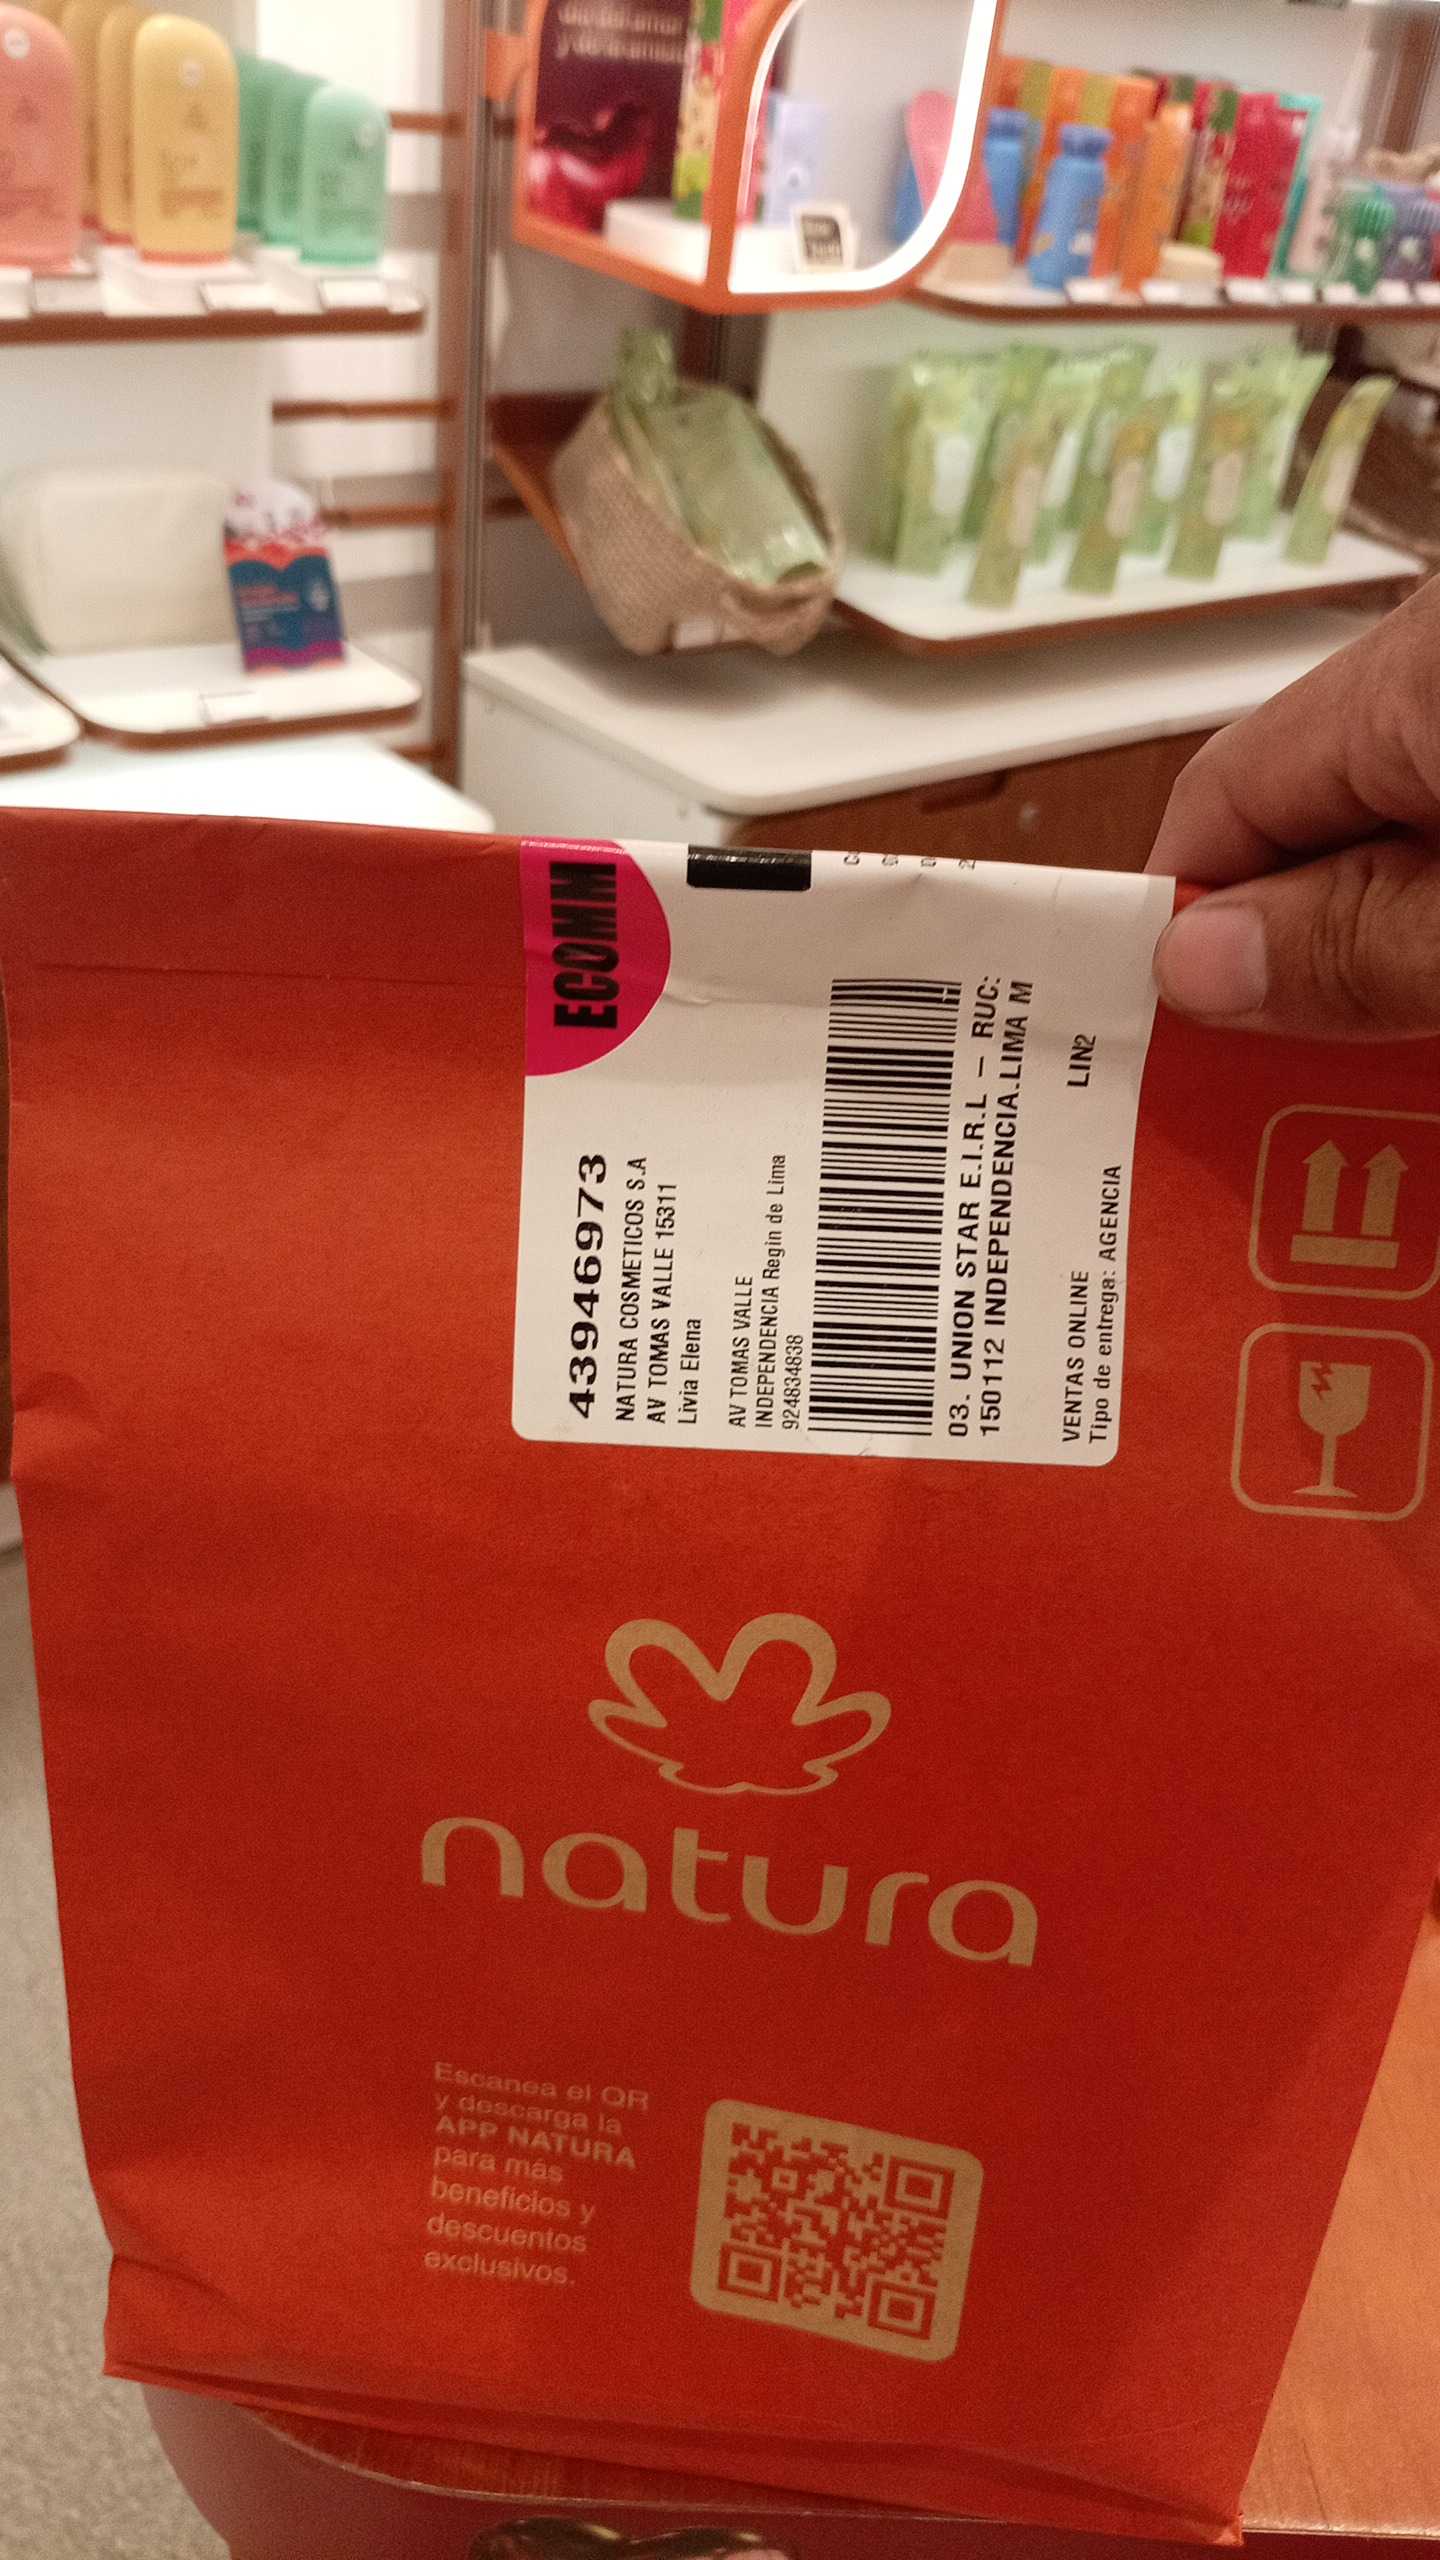 ECOMM
43946973
NATURA COSMETICOS S.A
AV TOMAS VALLE 15311
Livia Elena
AV TOMAS VALLE
INDEPENDENCIA Regin de Lima
924834838
03. UNION STAR E.I.R.L – RUC:
150112 INDEPENDENCIA.LIMA M
LIN2
VENTAS ONLINE
Tipo de entrega: AGENCIA
natura
Escanea el QR
y descarga la
APP NATURA
para más
beneficios y
descuentos
exclusivos.